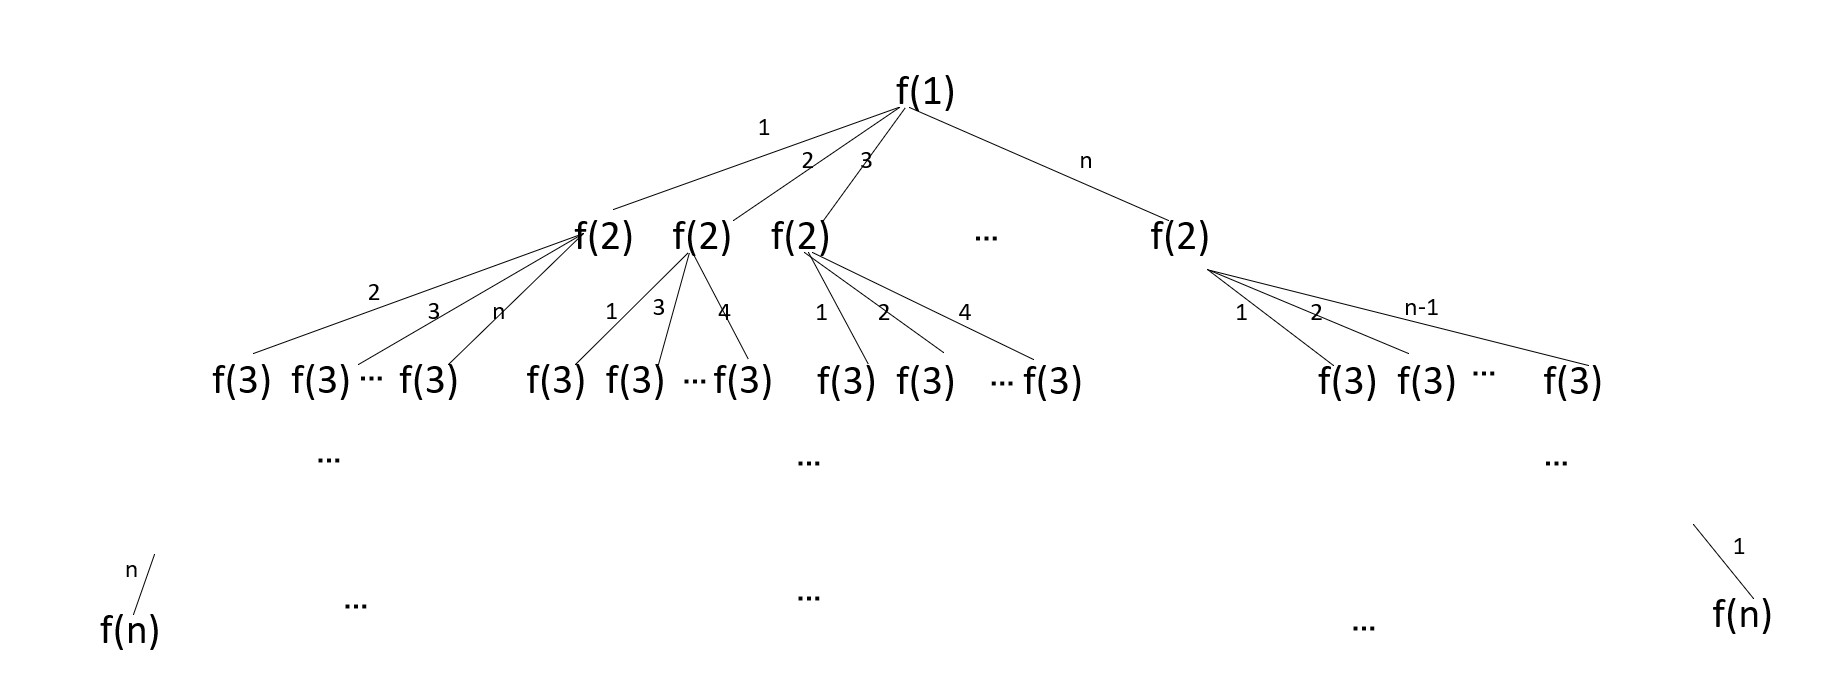 f(1)
1 2 3 n
f(2) f(2) f(2) ... f(2)
2 3 n 1 3 4 1 2 4 1 2 n-1
f(3) f(3) ... f(3) f(3) f(3) ... f(3) f(3) f(3) ... f(3) f(3) f(3) ... f(3)
... ... ...
n 1
f(n) ... ... ... f(n)